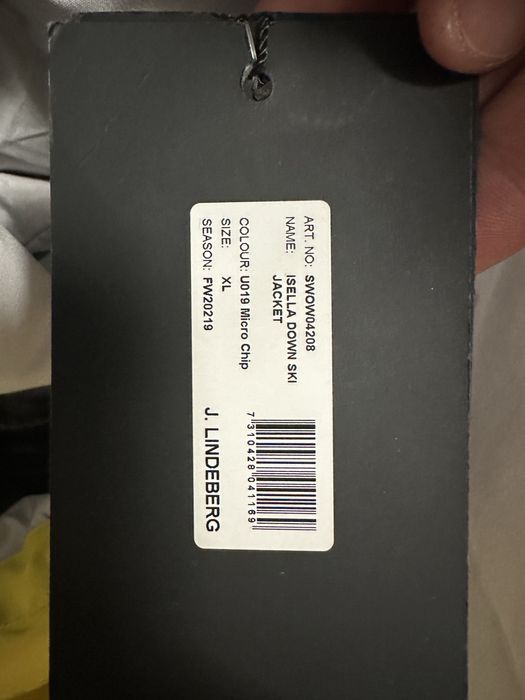 ART. NO: SWOW04208
NAME: ISELLA DOWN SKI
JACKET
COLOUR: U019 Micro Chip
SIZE: XL
SEASON: FW20219
7 310428 041169
J. LINDEBERG